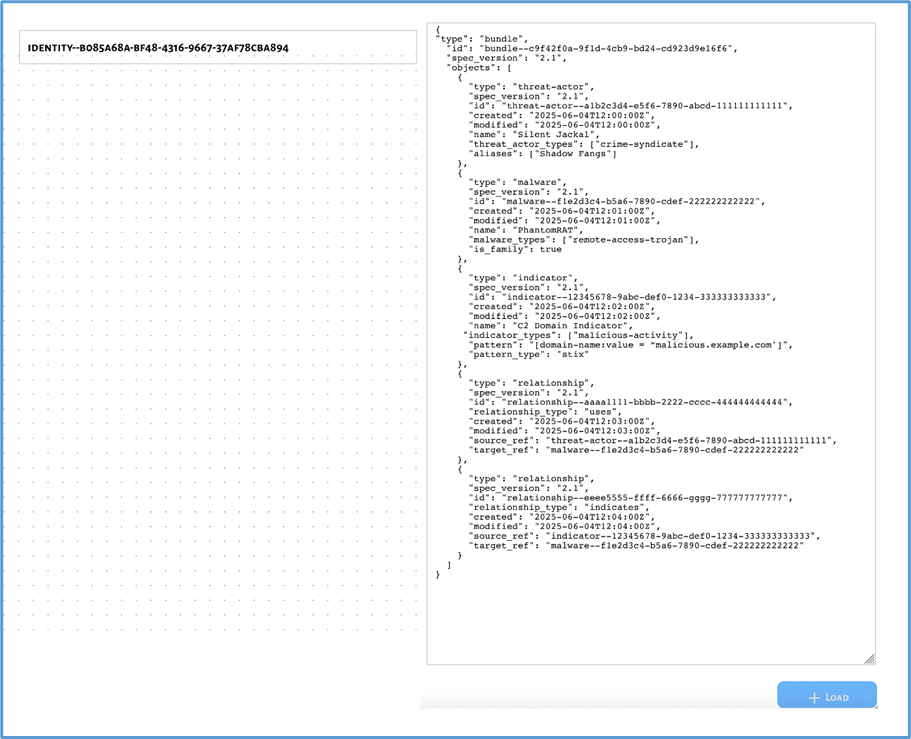 IDENTITY--B085A68A-BF48-4316-9667-37AF78CBA894
{
"type": "bundle",
"id": "bundle--c9f42f0a-9f1d-4cb9-bd24-cd923d9e16f6",
"spec_version": "2.1",
"objects": [
{
"type": "threat-actor",
"spec_version": "2.1",
"id": "threat-actor--a1b2c3d4-e5f6-7890-abcd-111111111111",
"created": "2025-06-04T12:00:00Z",
"modified": "2025-06-04T12:00:00Z",
"name": "Silent Jackal",
"threat_actor_types": ["crime-syndicate"],
"aliases": ["Shadow Fangs"]
},
{
"type": "malware",
"spec_version": "2.1",
"id": "malware--f1e2d3c4-b5a6-7890-cdef-222222222222",
"created": "2025-06-04T12:01:00Z",
"modified": "2025-06-04T12:01:00Z",
"name": "PhantomRAT",
"malware_types": ["remote-access-trojan"],
"is_family": true
},
{
"type": "indicator",
"spec_version": "2.1",
"id": "indicator--12345678-9abc-def0-1234-333333333333",
"created": "2025-06-04T12:02:00Z",
"modified": "2025-06-04T12:02:00Z",
"name": "C2 Domain Indicator",
"indicator_types": ["malicious-activity"],
"pattern": "[domain-name:value = “malicious.example.com']",
"pattern_type": "stix"
},
{
"type": "relationship",
"spec_version": "2.1",
"id": "relationship--aaaa1111-bbbb-2222-cccc-444444444444",
"relationship_type": "uses",
"created": "2025-06-04T12:03:00Z",
"modified": "2025-06-04T12:03:00Z",
"source_ref": "threat-actor--a1b2c3d4-e5f6-7890-abcd-111111111111",
"target_ref": "malware--f1e2d3c4-b5a6-7890-cdef-222222222222"
},
{
"type": "relationship",
"spec_version": "2.1",
"id": "relationship--eeee5555-ffff-6666-gggg-777777777777",
"relationship_type": "indicates",
"created": "2025-06-04T12:04:00Z",
"modified": "2025-06-04T12:04:00Z",
"source_ref": "indicator--12345678-9abc-def0-1234-333333333333",
"target_ref": "malware--f1e2d3c4-b5a6-7890-cdef-222222222222"
}
]
}
+ LOAD